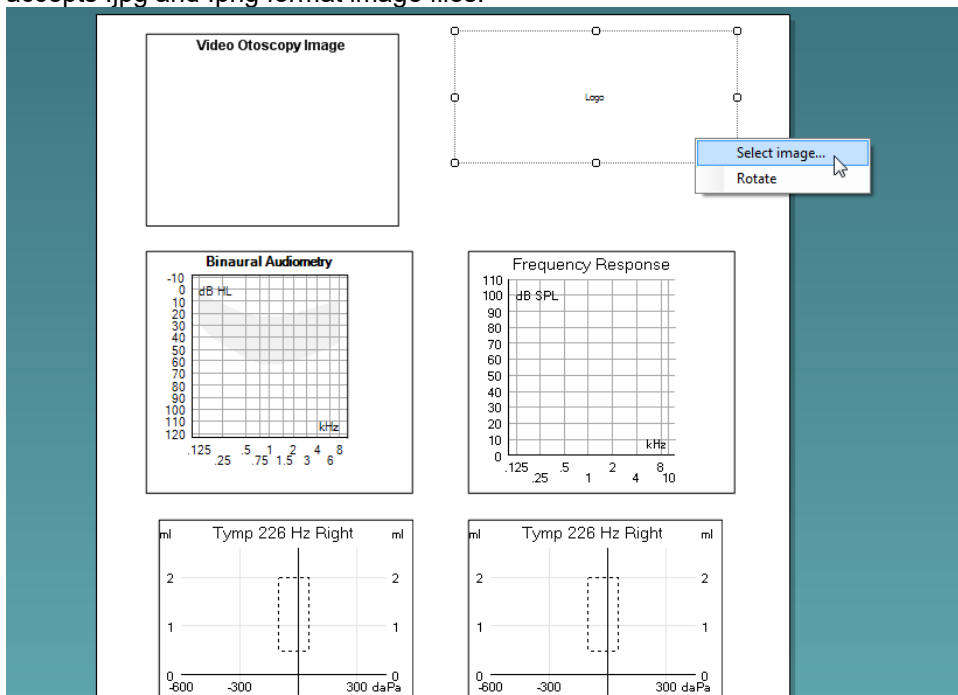 accepts .jpg and .png format image files.
Video Otoscopy Image
Logo
Select image...
Rotate
Binaural Audiometry
-10
0
10
20
30
40
50
60
70
80
90
100
110
120
dB HL
kHz
.125 .25 .5 .75 1 1.5 2 3 4 6 8
Frequency Response
110
100
90
80
70
60
50
40
30
20
10
0
dB SPL
kHz
.125 .25 .5 1 2 4 8 10
ml Tymp 226 Hz Right ml
2 2
1 1
0 0
-600 -300 300 daPa
ml Tymp 226 Hz Right ml
2 2
1 1
0 0
-600 -300 300 daPa